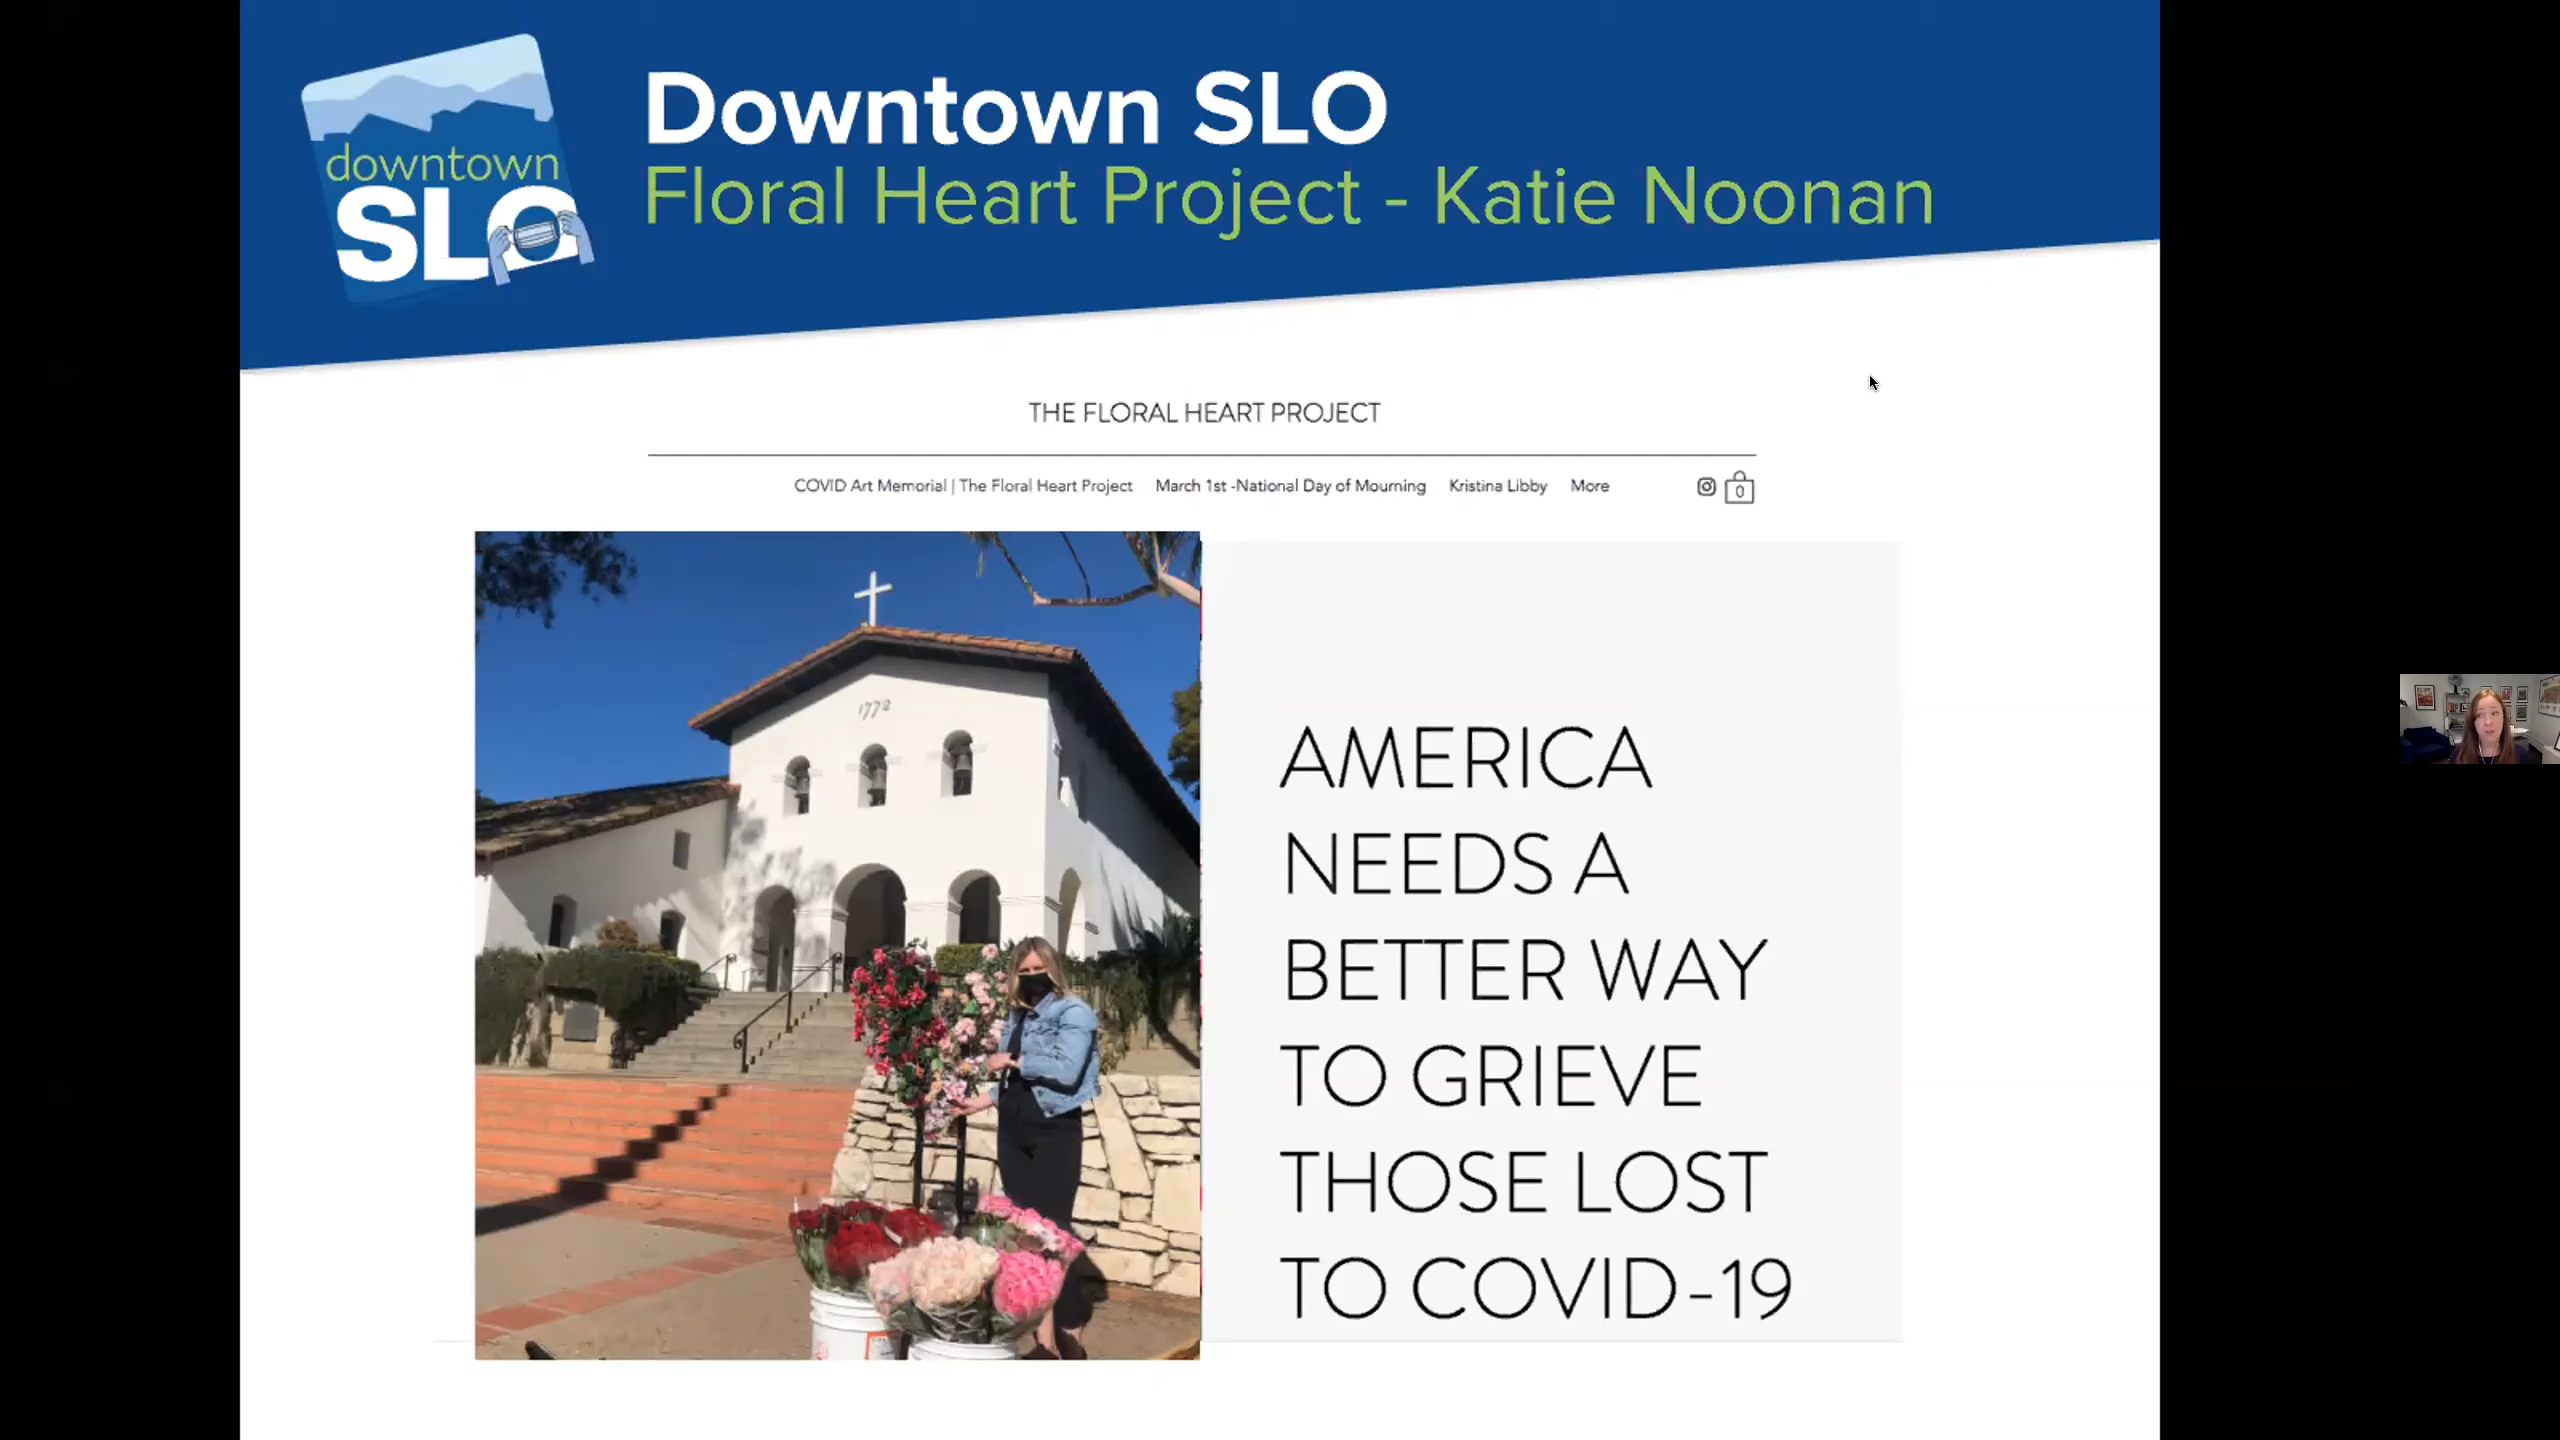 downtown
SLO
Downtown SLO
Floral Heart Project - Katie Noonan
THE FLORAL HEART PROJECT
COVID Art Memorial | The Floral Heart Project March 1st -National Day of Mourning Kristina Libby More
0
1772
AMERICA
NEEDS A
BETTER WAY
TO GRIEVE
THOSE LOST
TO COVID-19